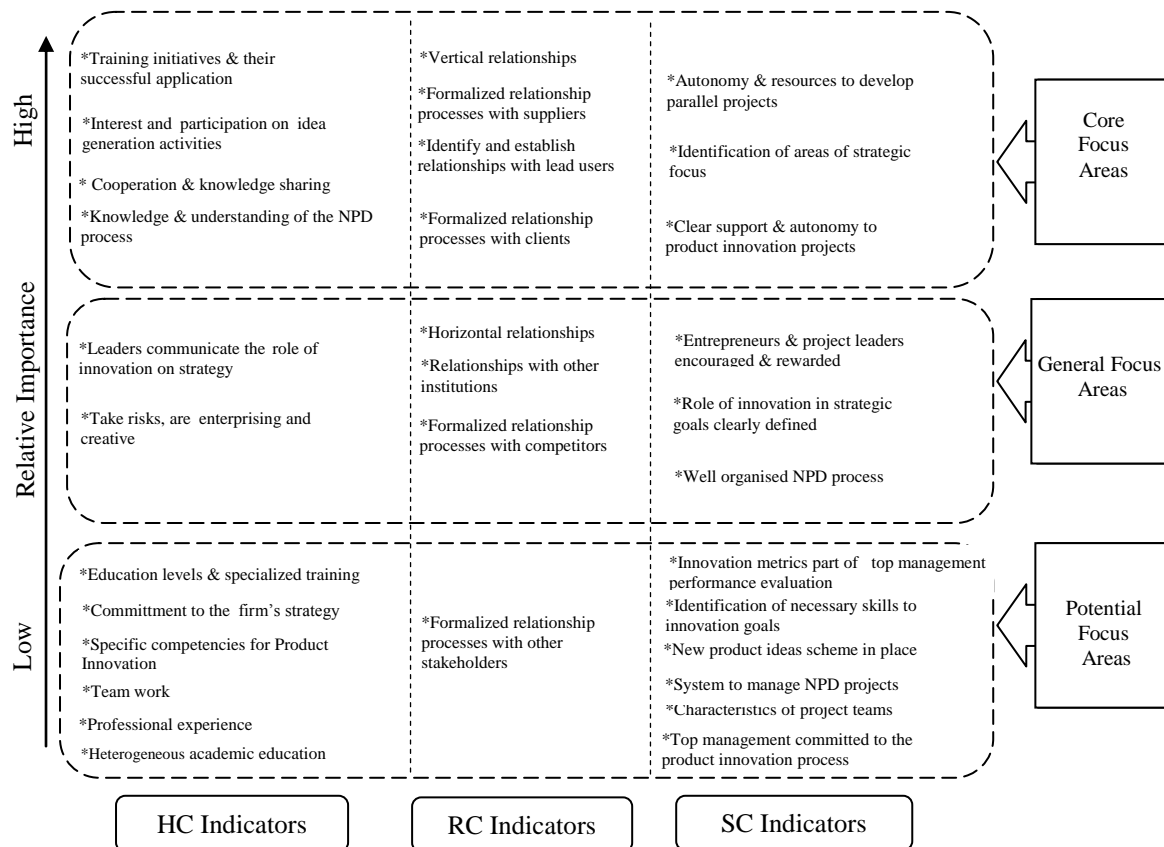 High
Relative Importance
Low
*Training initiatives & their
successful application
*Interest and participation on idea
generation activities
* Cooperation & knowledge sharing
*Knowledge & understanding of the NPD
process
*Vertical relationships
*Formalized relationship
processes with suppliers
*Identify and establish
relationships with lead users
*Formalized relationship
processes with clients
*Autonomy & resources to develop
parallel projects
*Identification of areas of strategic
focus
*Clear support & autonomy to
product innovation projects
Core
Focus
Areas
*Leaders communicate the role of
innovation on strategy
*Take risks, are enterprising and
creative
*Horizontal relationships
*Relationships with other
institutions
*Formalized relationship
processes with competitors
*Entrepreneurs & project leaders
encouraged & rewarded
*Role of innovation in strategic
goals clearly defined
*Well organised NPD process
General Focus
Areas
*Education levels & specialized training
*Committment to the firm's strategy
*Specific competencies for Product
Innovation
*Team work
*Professional experience
*Heterogeneous academic education
*Formalized relationship
processes with other
stakeholders
*Innovation metrics part of top management
performance evaluation
*Identification of necessary skills to
innovation goals
*New product ideas scheme in place
*System to manage NPD projects
*Characteristics of project teams
*Top management committed to the
product innovation process
Potential
Focus
Areas
HC Indicators
RC Indicators
SC Indicators